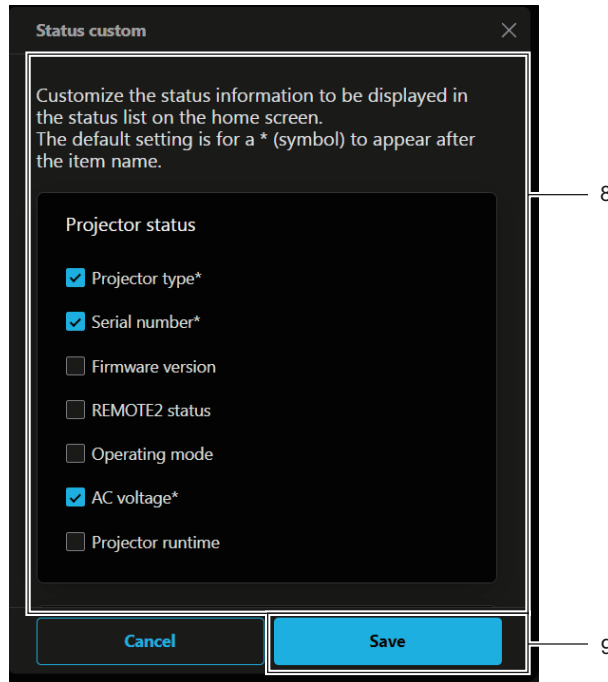 Status custom
Customize the status information to be displayed in
the status list on the home screen.
The default setting is for a * (symbol) to appear after
the item name.
8
Projector status
Projector type*
Serial number*
Firmware version
REMOTE2 status
Operating mode
AC voltage*
Projector runtime
Cancel
Save
9